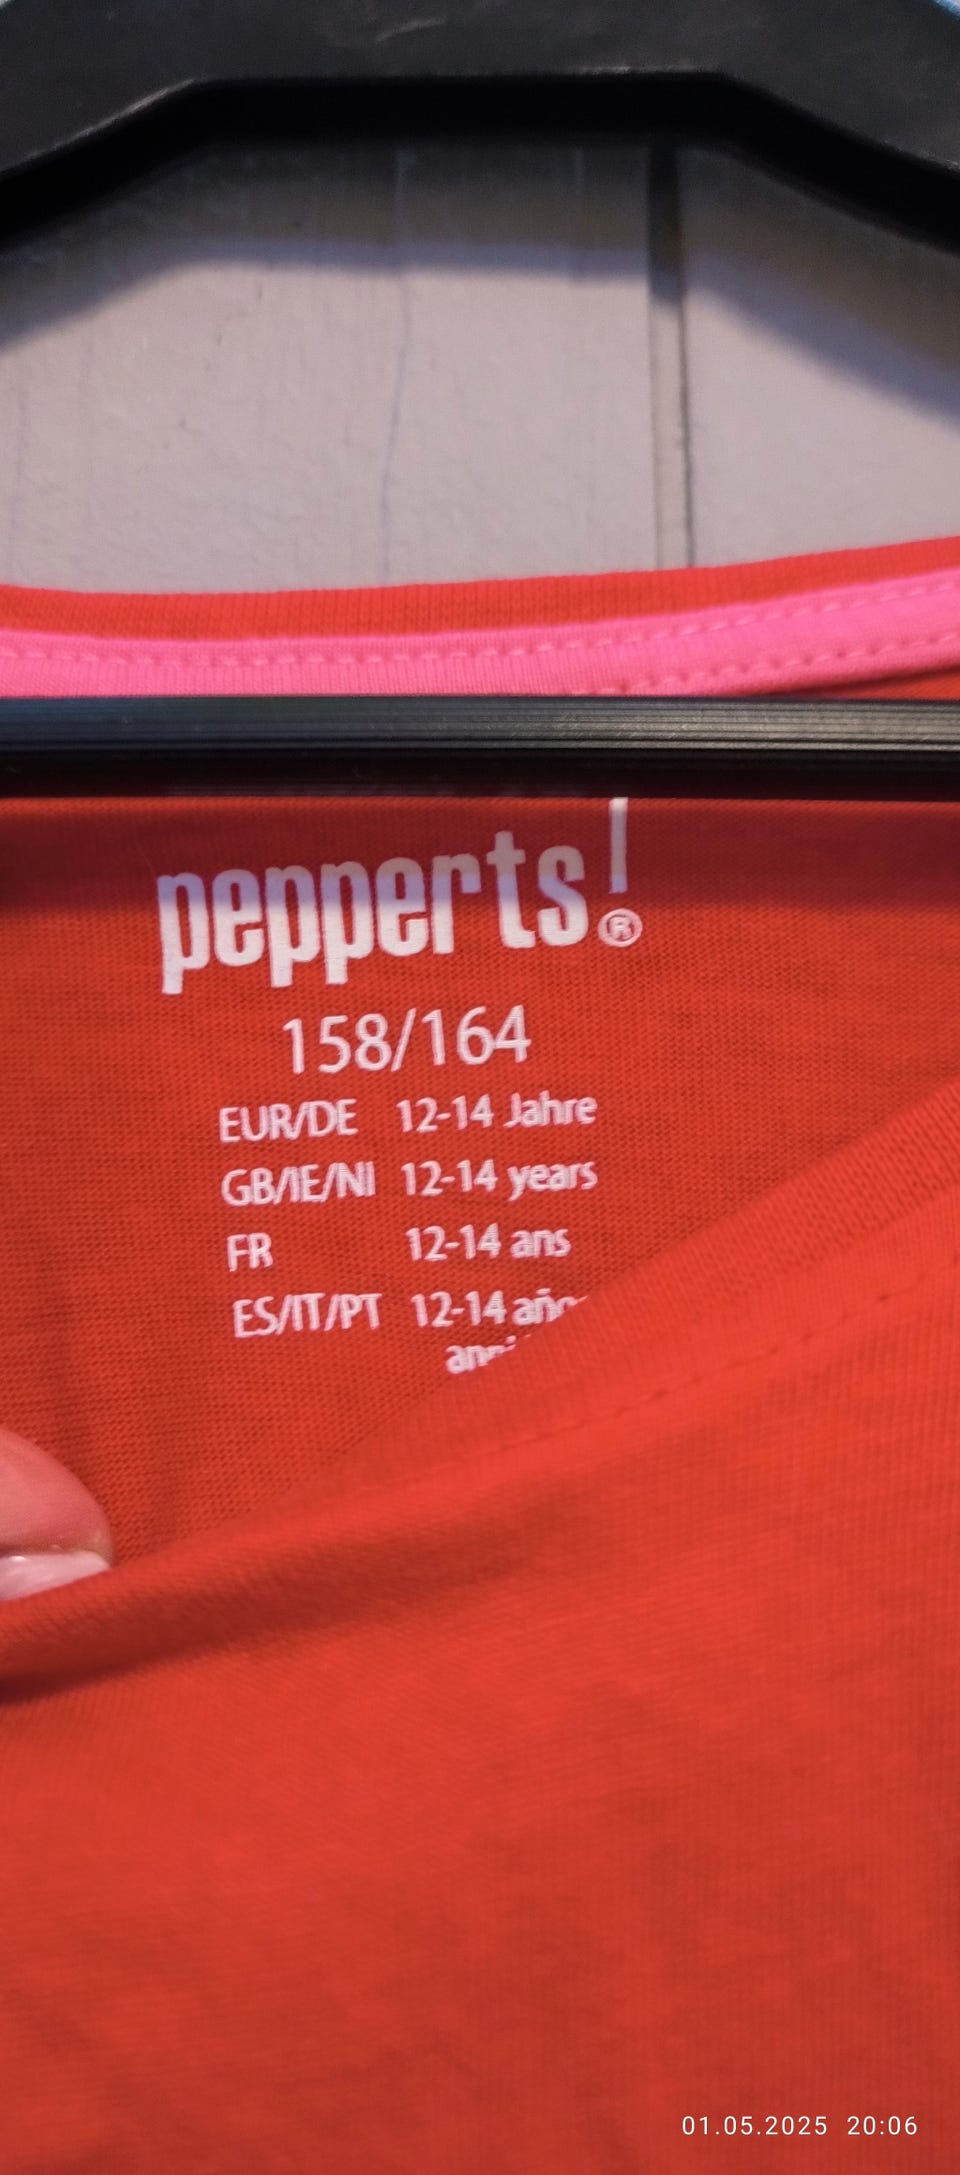 pepperts!®
158/164
EUR/DE 12-14 Jahre
GB/IE/NI 12-14 years
FR 12-14 ans
ES/IT/PT 12-14
01.05.2025 20:06